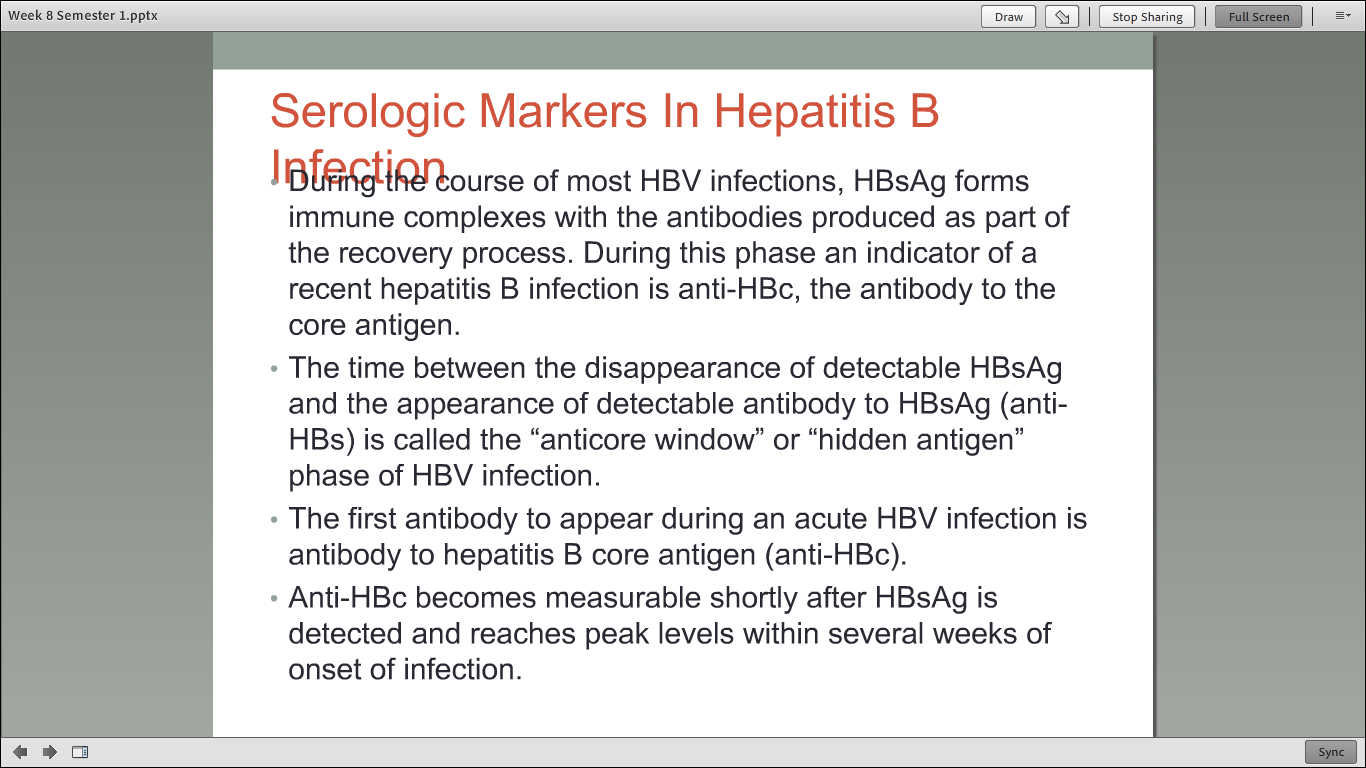 Week 8 Semester 1.pptx
Draw
Stop Sharing
Full Screen
Serologic Markers In Hepatitis B
Infection
• During the course of most HBV infections, HBsAg forms
immune complexes with the antibodies produced as part of
the recovery process. During this phase an indicator of a
recent hepatitis B infection is anti-HBc, the antibody to the
core antigen.
• The time between the disappearance of detectable HBsAg
and the appearance of detectable antibody to HBsAg (anti-
HBs) is called the “anticore window” or “hidden antigen”
phase of HBV infection.
• The first antibody to appear during an acute HBV infection is
antibody to hepatitis B core antigen (anti-HBc).
• Anti-HBc becomes measurable shortly after HBsAg is
detected and reaches peak levels within several weeks of
onset of infection.
Sync